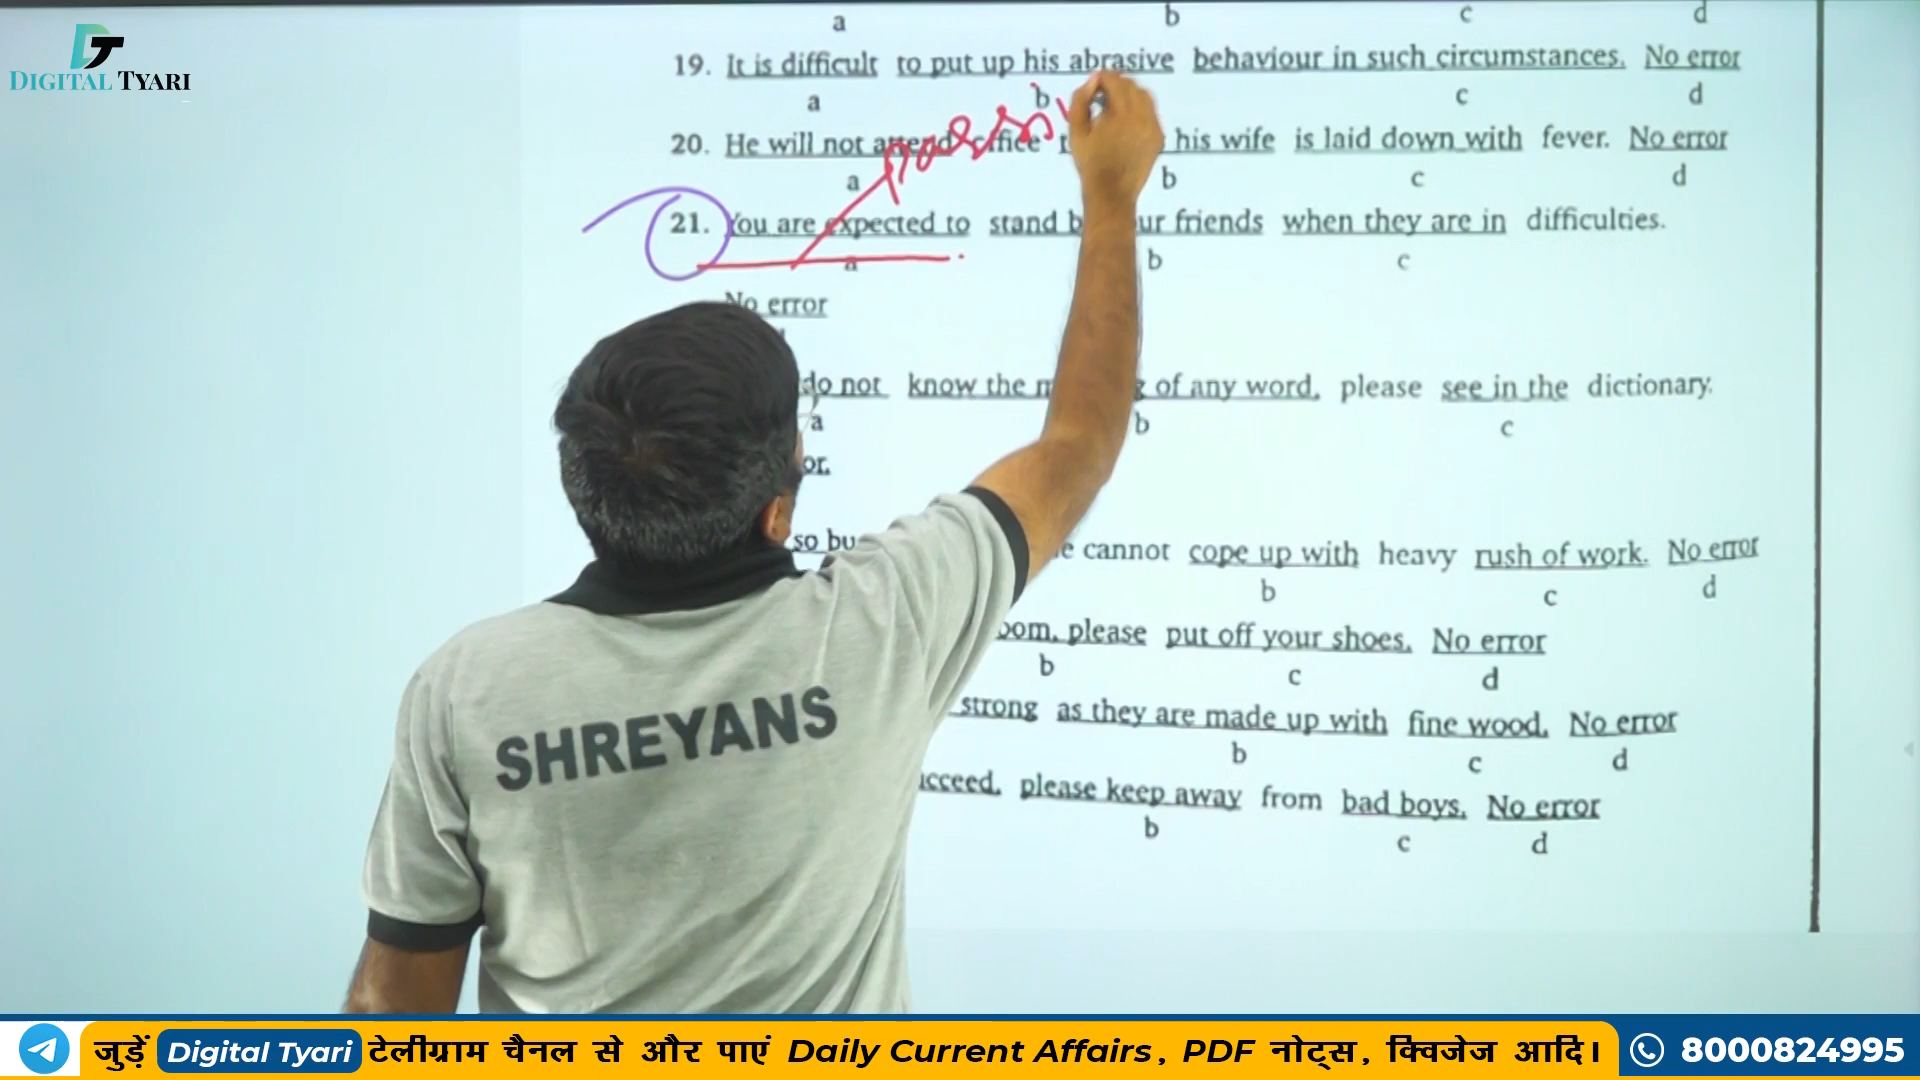 DT
DIGITAL TYARI
a b c d
19. It is difficult to put up his abrasive behaviour in such circumstances. No error
a b c d
20. He will not attend office his wife is laid down with fever. No error
a b c d
21. You are expected to stand friends when they are in difficulties.
a b c
No error
do not know the of any word, please see in the dictionary.
a b c
so cannot cope up with heavy rush of work. No error
b c d
please put off your shoes. No error
b c d
strong as they are made up with fine wood. No error
b c d
please keep away from bad boys. No error
b c d
SHREYANS
जुड़ें Digital Tyari टेलीग्राम चैनल से और पाएं Daily Current Affairs, PDF नोट्स, क्विजेज आदि। 8000824995